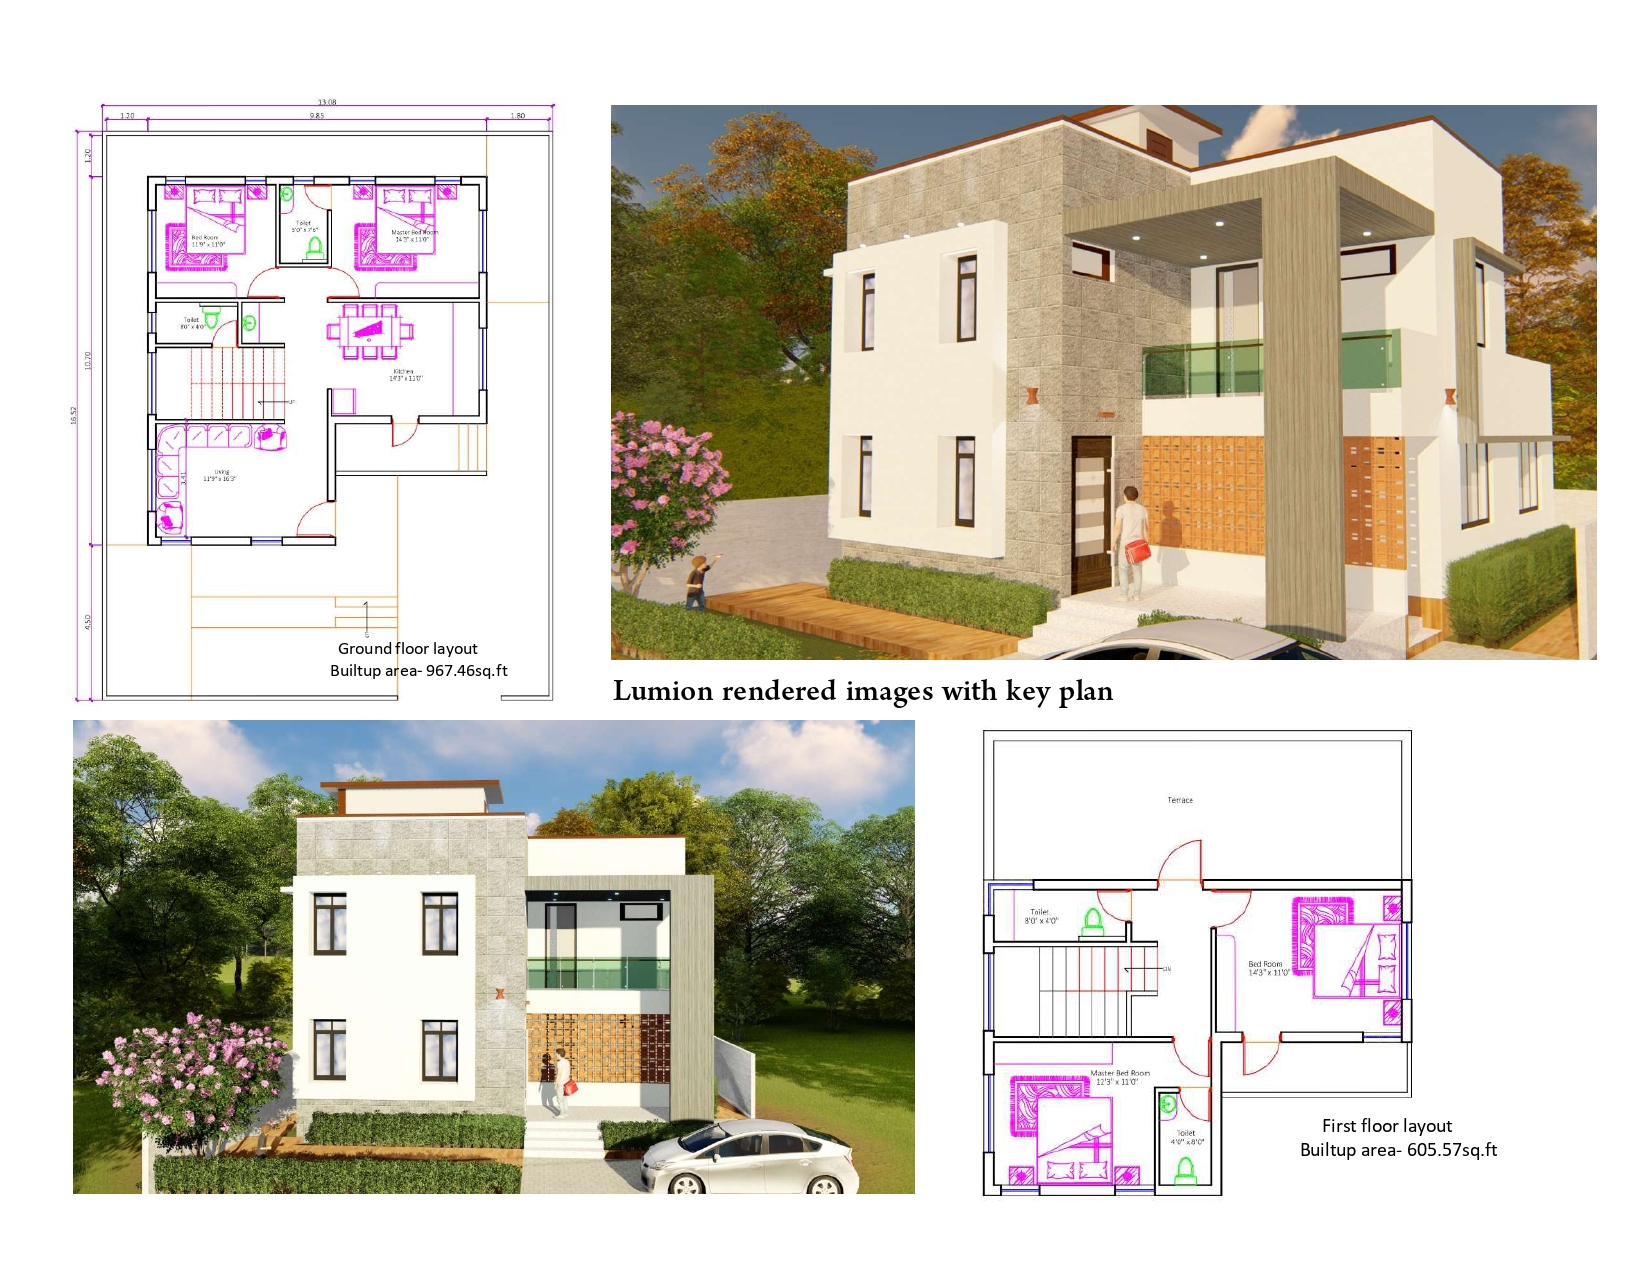 13.08
1.20
9.85
1.80
1.20
10.70
16.52
4.50
Bed Room
11'9" x 11'0"
Toilet
5'0" x 7'6"
Master Bed Room
14'3" x 11'0"
Toilet
8'0" x 4'0"
Kitchen
14'3" x 11'0"
UP
Living
11'9" x 16'3"
3.41
Ground floor layout
Builtup area- 967.46sq.ft
Lumion rendered images with key plan
Terrace
Toilet
8'0" x 4'0"
Bed Room
14'3" x 11'0"
DN
Master Bed Room
12'3" x 11'0"
Toilet
4'0" x 8'0"
First floor layout
Builtup area- 605.57sq.ft